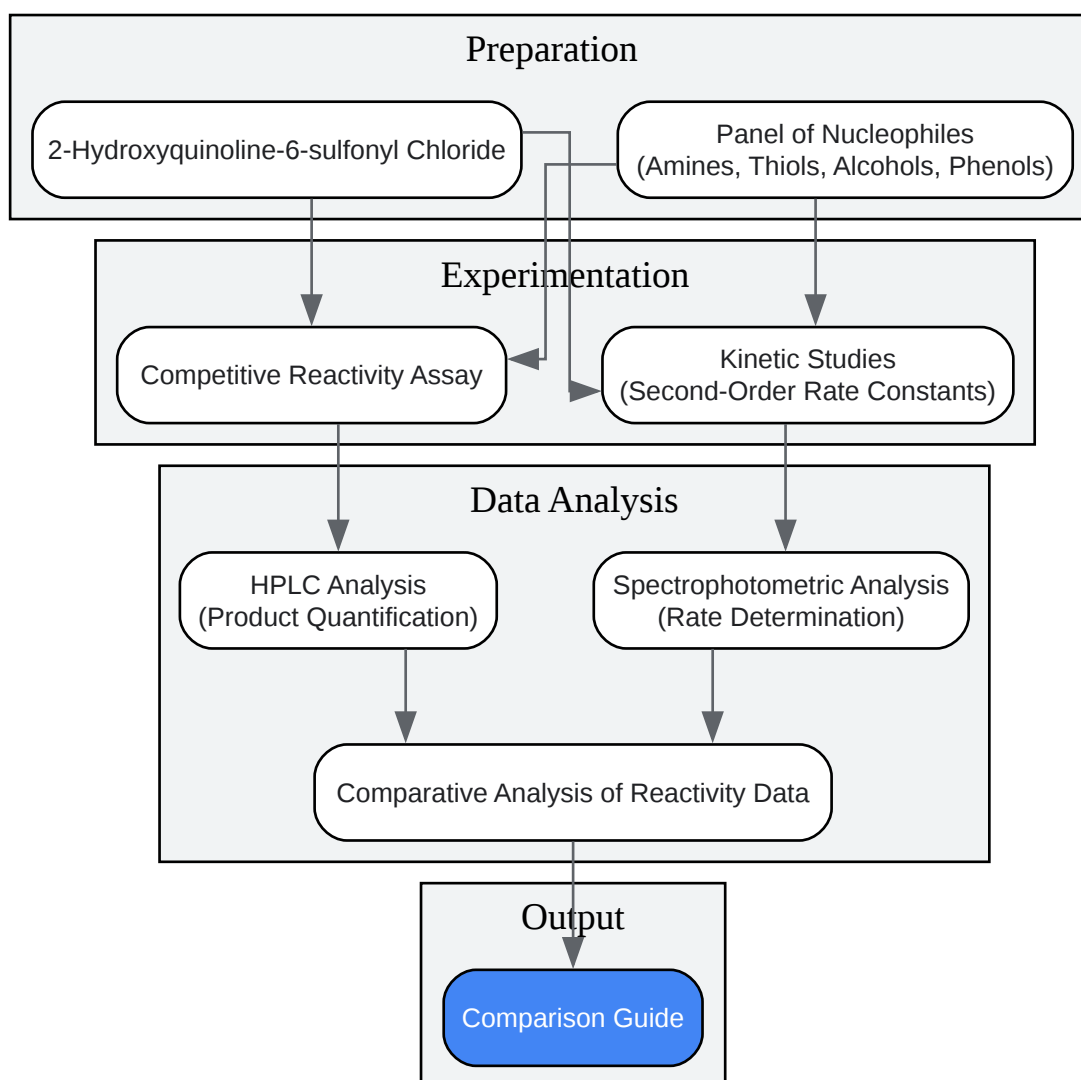 Preparation
2-Hydroxyquinoline-6-sulfonyl Chloride
Panel of Nucleophiles
(Amines, Thiols, Alcohols, Phenols)
Experimentation
Competitive Reactivity Assay
Kinetic Studies
(Second-Order Rate Constants)
Data Analysis
HPLC Analysis
(Product Quantification)
Spectrophotometric Analysis
(Rate Determination)
Comparative Analysis of Reactivity Data
Output
Comparison Guide